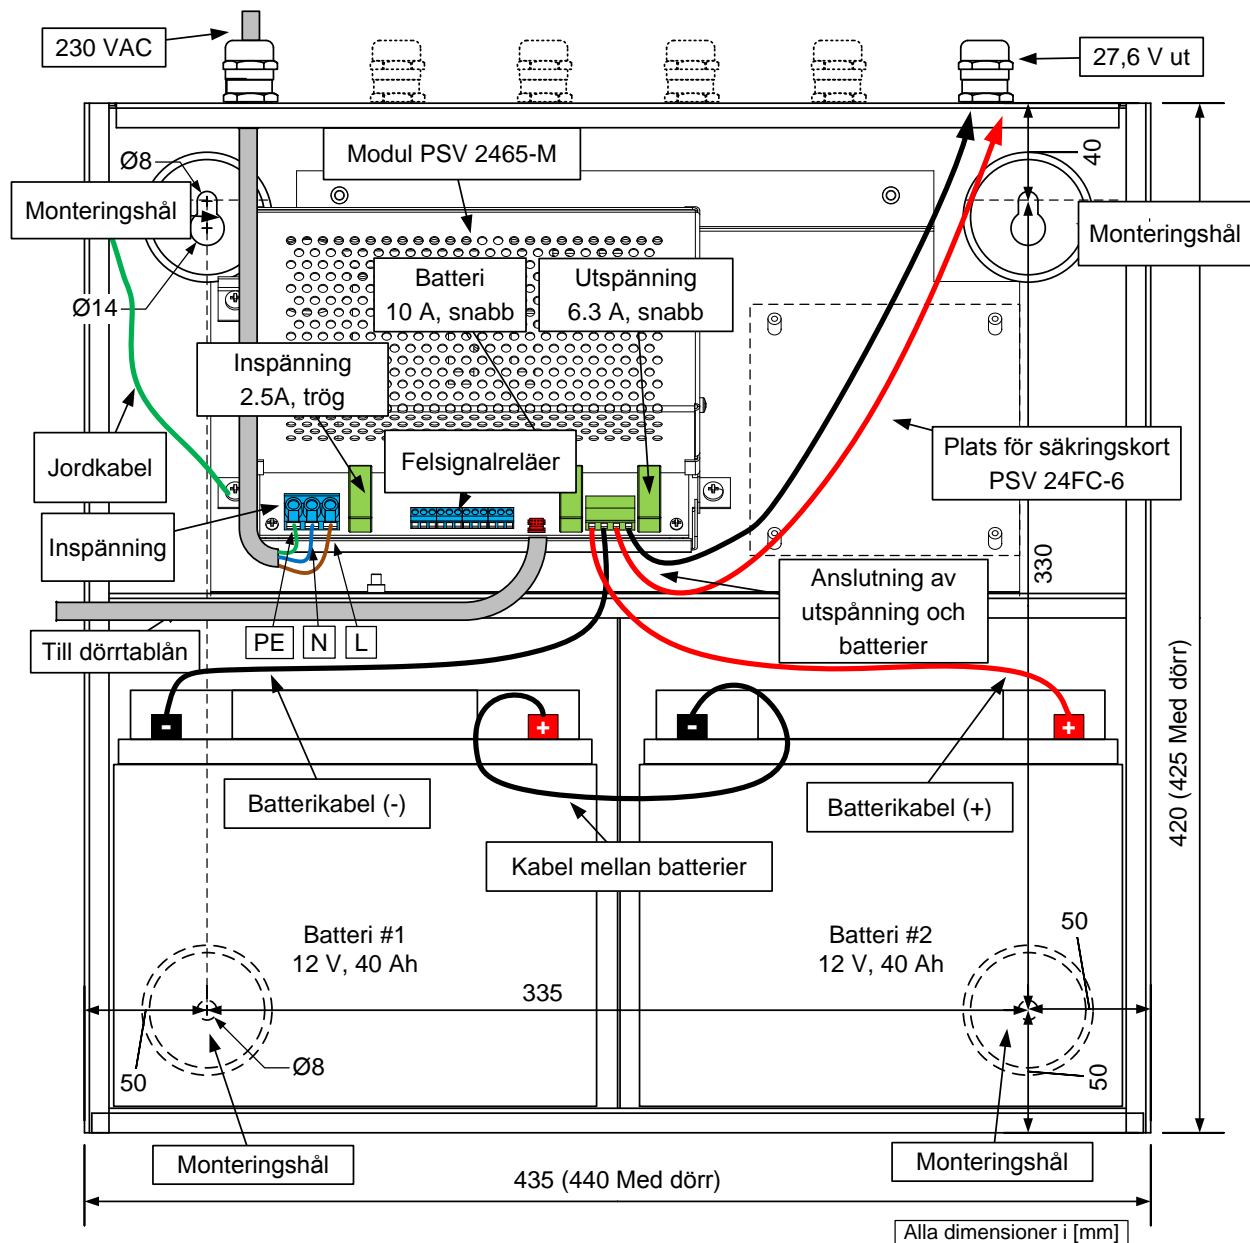 230 VAC
27,6 V ut
Modul PSV 2465-M
Ø8
40
Monteringshål
Monteringshål
Batteri
10 A, snabb
Utspänning
6.3 A, snabb
Ø14
Inspänning
2.5A, trög
Jordkabel
Felsignalreläer
Plats för säkringskort
PSV 24FC-6
Inspänning
330
Anslutning av
utspånning och
batterier
Till dörrtablån
PE
N
L
-
+
-
+
420 (425 Med dörr)
Batterikabel (-)
Batterikabel (+)
Kabel mellan batterier
Batteri #1
12 V, 40 Ah
Batteri #2
12 V, 40 Ah
50
335
Ø8
50
50
Monteringshål
Monteringshål
435 (440 Med dörr)
Alla dimensioner i [mm]